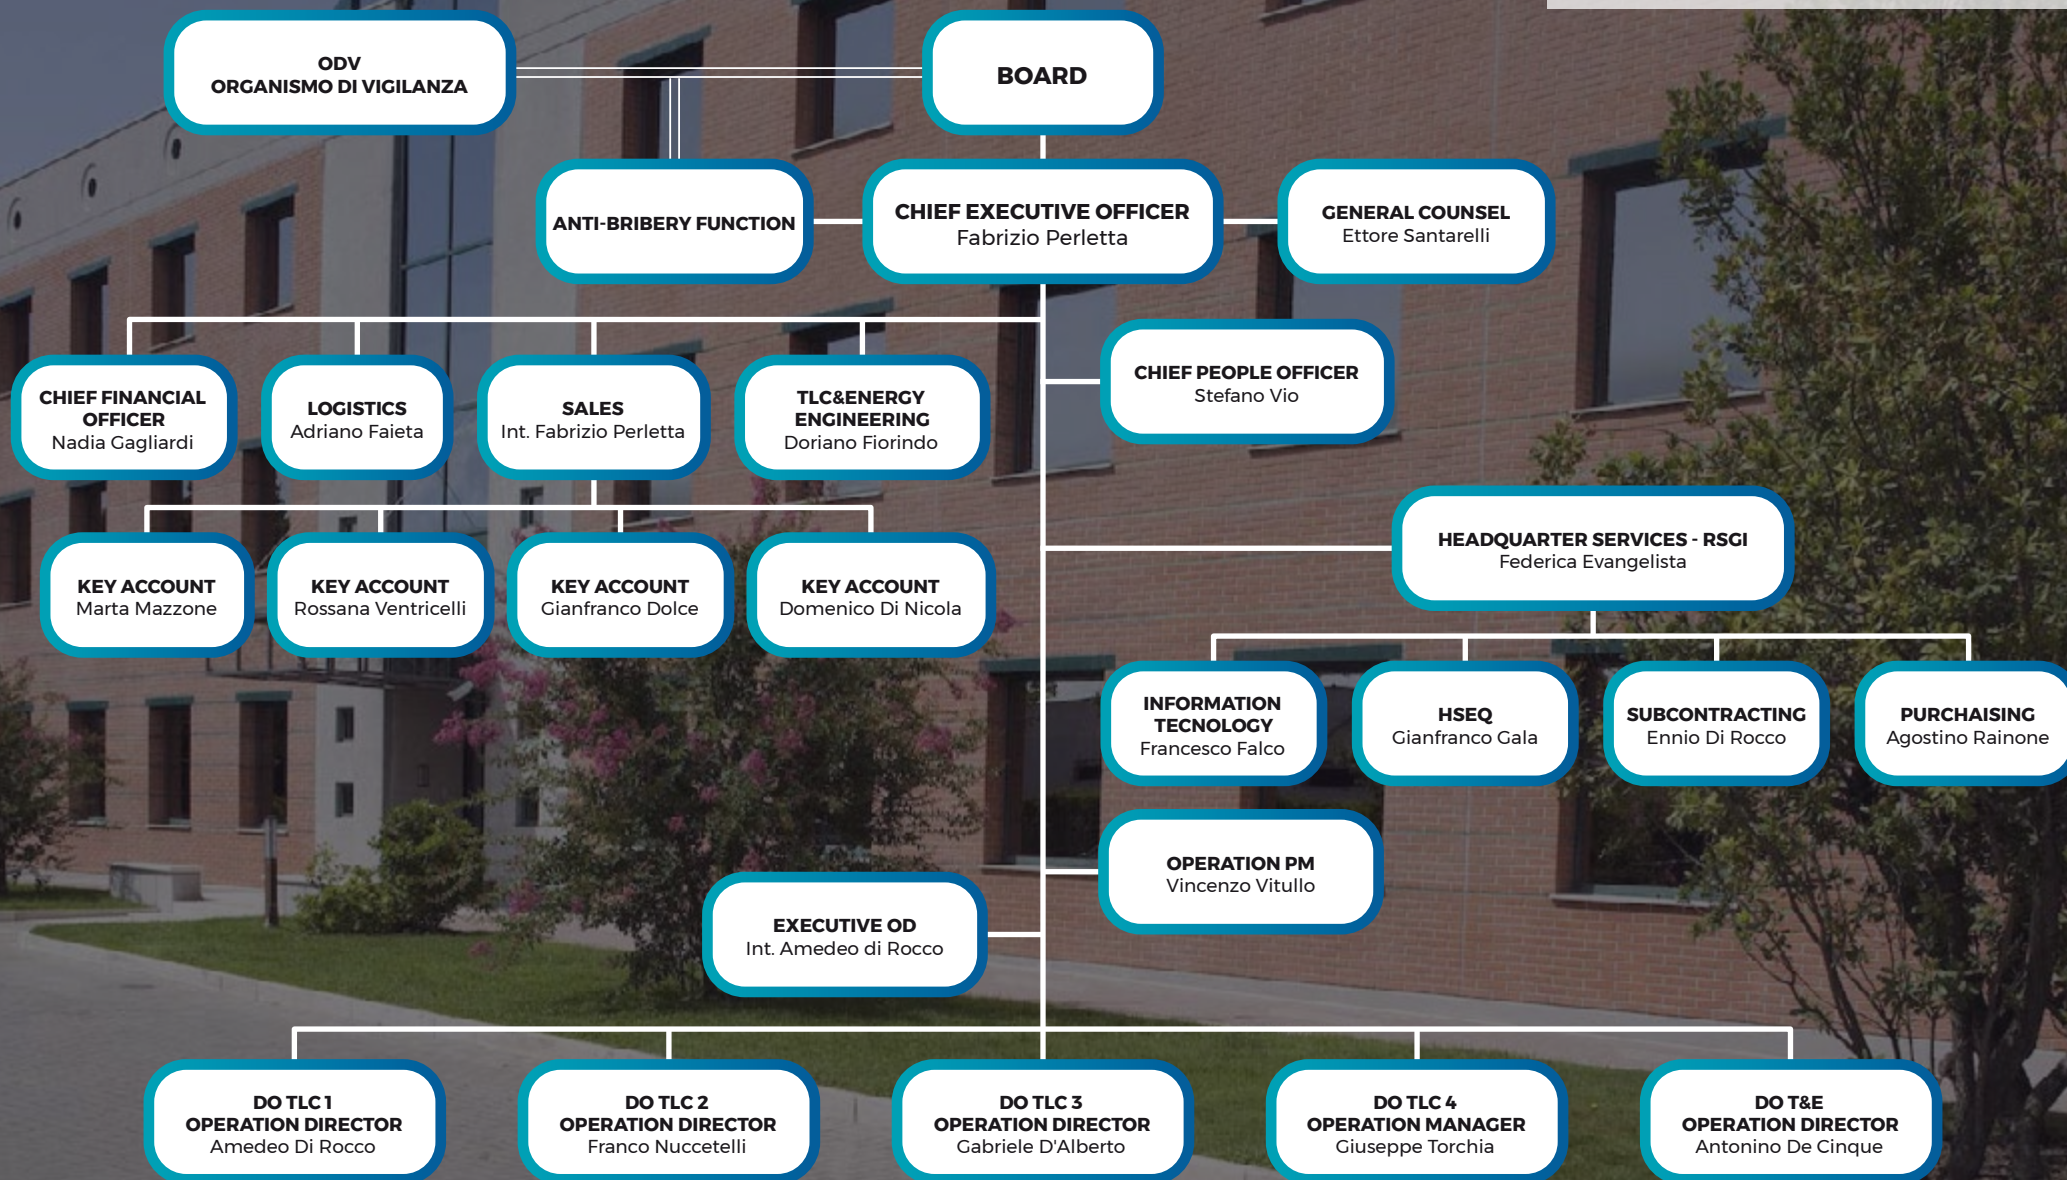 ODV
ORGANISMO DI VIGILANZA
BOARD
ANTI-BRIBERY FUNCTION
CHIEF EXECUTIVE OFFICER
Fabrizio Perletta
GENERAL COUNSEL
Ettore Santarelli
CHIEF FINANCIAL
OFFICER
Nadia Gagliardi
LOGISTICS
Adriano Faieta
SALES
Int. Fabrizio Perletta
TLC&ENERGY
ENGINEERING
Doriano Fiorindo
CHIEF PEOPLE OFFICER
Stefano Vio
KEY ACCOUNT
Marta Mazzone
KEY ACCOUNT
Rossana Ventricelli
KEY ACCOUNT
Gianfranco Dolce
KEY ACCOUNT
Domenico Di Nicola
HEADQUARTER SERVICES - RSGI
Federica Evangelista
INFORMATION
TECNOLOGY
Francesco Falco
HSEQ
Gianfranco Gala
SUBCONTRACTING
Ennio Di Rocco
PURCHAISING
Agostino Rainone
OPERATION PM
Vincenzo Vitullo
EXECUTIVE OD
Int. Amedeo di Rocco
DO TLC 1
OPERATION DIRECTOR
Amedeo Di Rocco
DO TLC 2
OPERATION DIRECTOR
Franco Nuccetelli
DO TLC 3
OPERATION DIRECTOR
Gabriele D'Alberto
DO TLC 4
OPERATION MANAGER
Giuseppe Torchia
DO T&E
OPERATION DIRECTOR
Antonino De Cinque